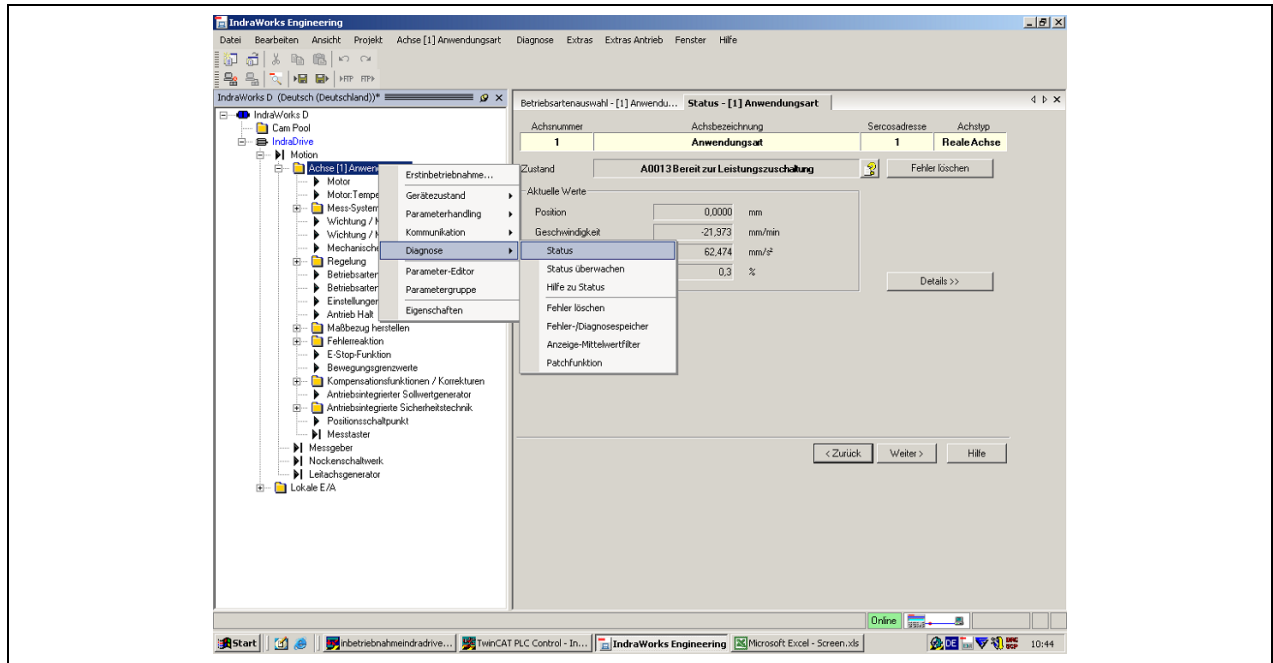 IndraWorks Engineering
Datei Bearbeiten Ansicht Projekt Achse [1] Anwendungsart Diagnose Extras Extras Antrieb Fenster Hilfe
FTP FTP
IndraWorks D (Deutsch (Deutschland))*
IndraWorks D
Cam Pool
IndraDrive
Motion
Achse [1] Anwen
Motor
Motor:Tempe
Mess-System
Wichtung / M
Wichtung / M
Mechanische
Regelung
Betriebsarten
Betriebsarten
Einstellungen
Antrieb Halt
Maßbezug herstellen
Fehlerreaktion
E-Stop-Funktion
Bewegungsgrenzwerte
Kompensationsfunktionen / Korrekturen
Antriebsintegrierter Sollwertgenerator
Antriebsintegrierte Sicherheitstechnik
Positionsschaltpunkt
Messtaster
Messgeber
Nockenschaltwerk
Leitachsgenerator
Lokale E/A
Erstinbetriebnahme...
Gerätezustand
Parameterhandling
Kommunikation
Diagnose
Parameter-Editor
Parametergruppe
Eigenschaften
Status
Status überwachen
Hilfe zu Status
Fehler löschen
Fehler-/Diagnosespeicher
Anzeige-Mittelwertfilter
Patchfunktion
Betriebsartenauswahl - [1] Anwendu... Status - [1] Anwendungsart
Achsnummer Achsbezeichnung Sercosadresse Achstyp
1 Anwendungsart 1 Reale Achse
Zustand A0013 Bereit zur Leistungszuschaltung Fehler löschen
Aktuelle Werte
Position 0,0000 mm
Geschwindigkeit -21,973 mm/min
62,474 mm/s²
0,3 %
Details >>
< Zurück Weiter > Hilfe
Online
Start inbetriebnahmeindradrive... TwinCAT PLC Control - In... IndraWorks Engineering Microsoft Excel - Screen.xls DE 10:44